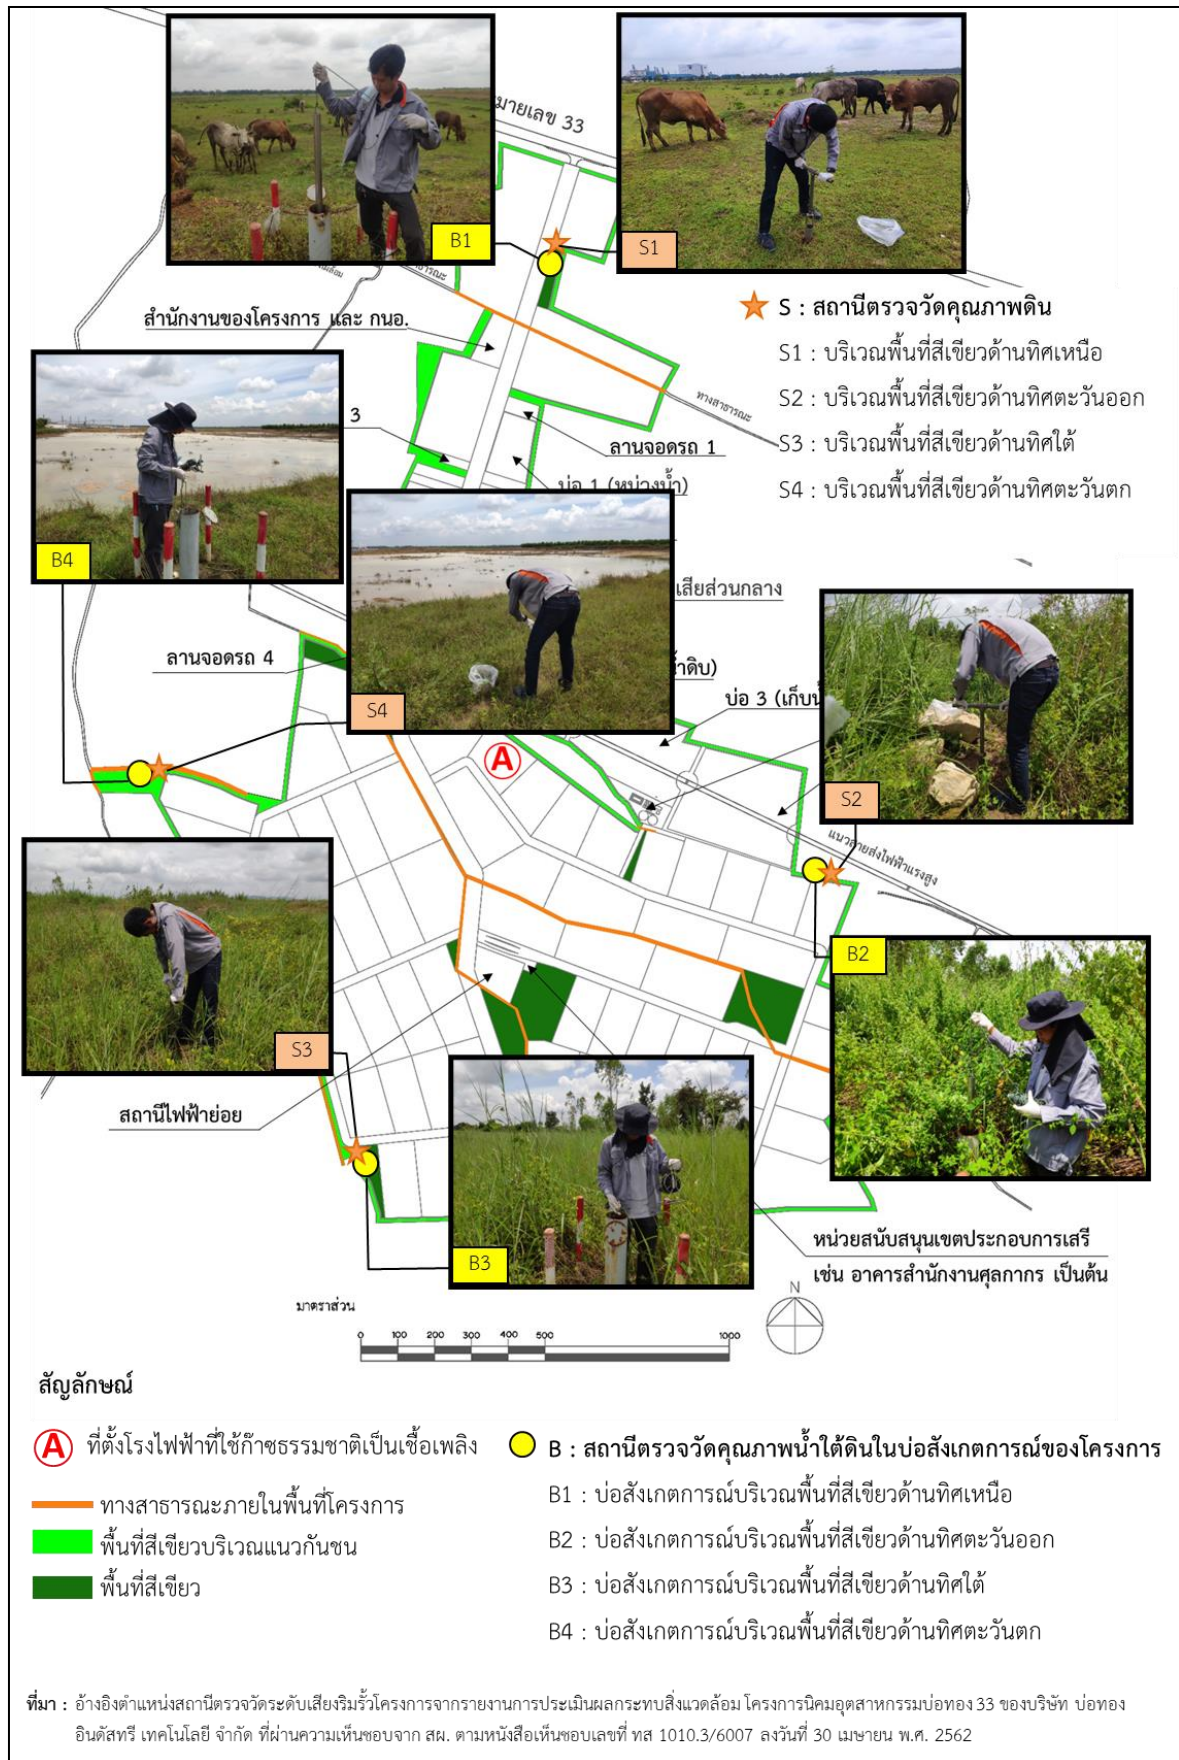 หมายเลข 33
B1
S1
สาธารณะ
สำนักงานของโครงการ และ กนอ.
S : สถานีตรวจวัดคุณภาพดิน
S1 : บริเวณพื้นที่สีเขียวด้านทิศเหนือ
S2 : บริเวณพื้นที่สีเขียวด้านทิศตะวันออก
S3 : บริเวณพื้นที่สีเขียวด้านทิศใต้
S4 : บริเวณพื้นที่สีเขียวด้านทิศตะวันตก
ทางสาธารณะ
3
ลานจอดรถ 1
บ่อ 1 (หน่วงน้ำ)
B4
เสียส่วนกลาง
ลานจอดรถ 4
น้ำดิบ)
บ่อ 3 (เก็บน้ำ
S4
A
S2
แนวสายส่งไฟฟ้าแรงสูง
B2
S3
สถานีไฟฟ้าย่อย
B3
หน่วยสนับสนุนเขตประกอบการเสรี
เช่น อาคารสำนักงานศุลกากร เป็นต้น
N
มาตราส่วน
0 100 200 300 400 500 1000
สัญลักษณ์
A ที่ตั้งโรงไฟฟ้าที่ใช้ก๊าซธรรมชาติเป็นเชื้อเพลิง
ทางสาธารณะภายในพื้นที่โครงการ
พื้นที่สีเขียวบริเวณแนวกันชน
พื้นที่สีเขียว
B : สถานีตรวจวัดคุณภาพน้ำใต้ดินในบ่อสังเกตการณ์ของโครงการ
B1 : บ่อสังเกตการณ์บริเวณพื้นที่สีเขียวด้านทิศเหนือ
B2 : บ่อสังเกตการณ์บริเวณพื้นที่สีเขียวด้านทิศตะวันออก
B3 : บ่อสังเกตการณ์บริเวณพื้นที่สีเขียวด้านทิศใต้
B4 : บ่อสังเกตการณ์บริเวณพื้นที่สีเขียวด้านทิศตะวันตก
ที่มา : อ้างอิงตำแหน่งสถานีตรวจวัดระดับเสียงริมรั้วโครงการจากรายงานการประเมินผลกระทบสิ่งแวดล้อม โครงการนิคมอุตสาหกรรมบ่อทอง 33 ของบริษัท บ่อทอง
อินดัสทรี เทคโนโลยี จำกัด ที่ผ่านความเห็นชอบจาก สผ. ตามหนังสือเห็นชอบเลขที่ ทส 1010.3/6007 ลงวันที่ 30 เมษายน พ.ศ. 2562